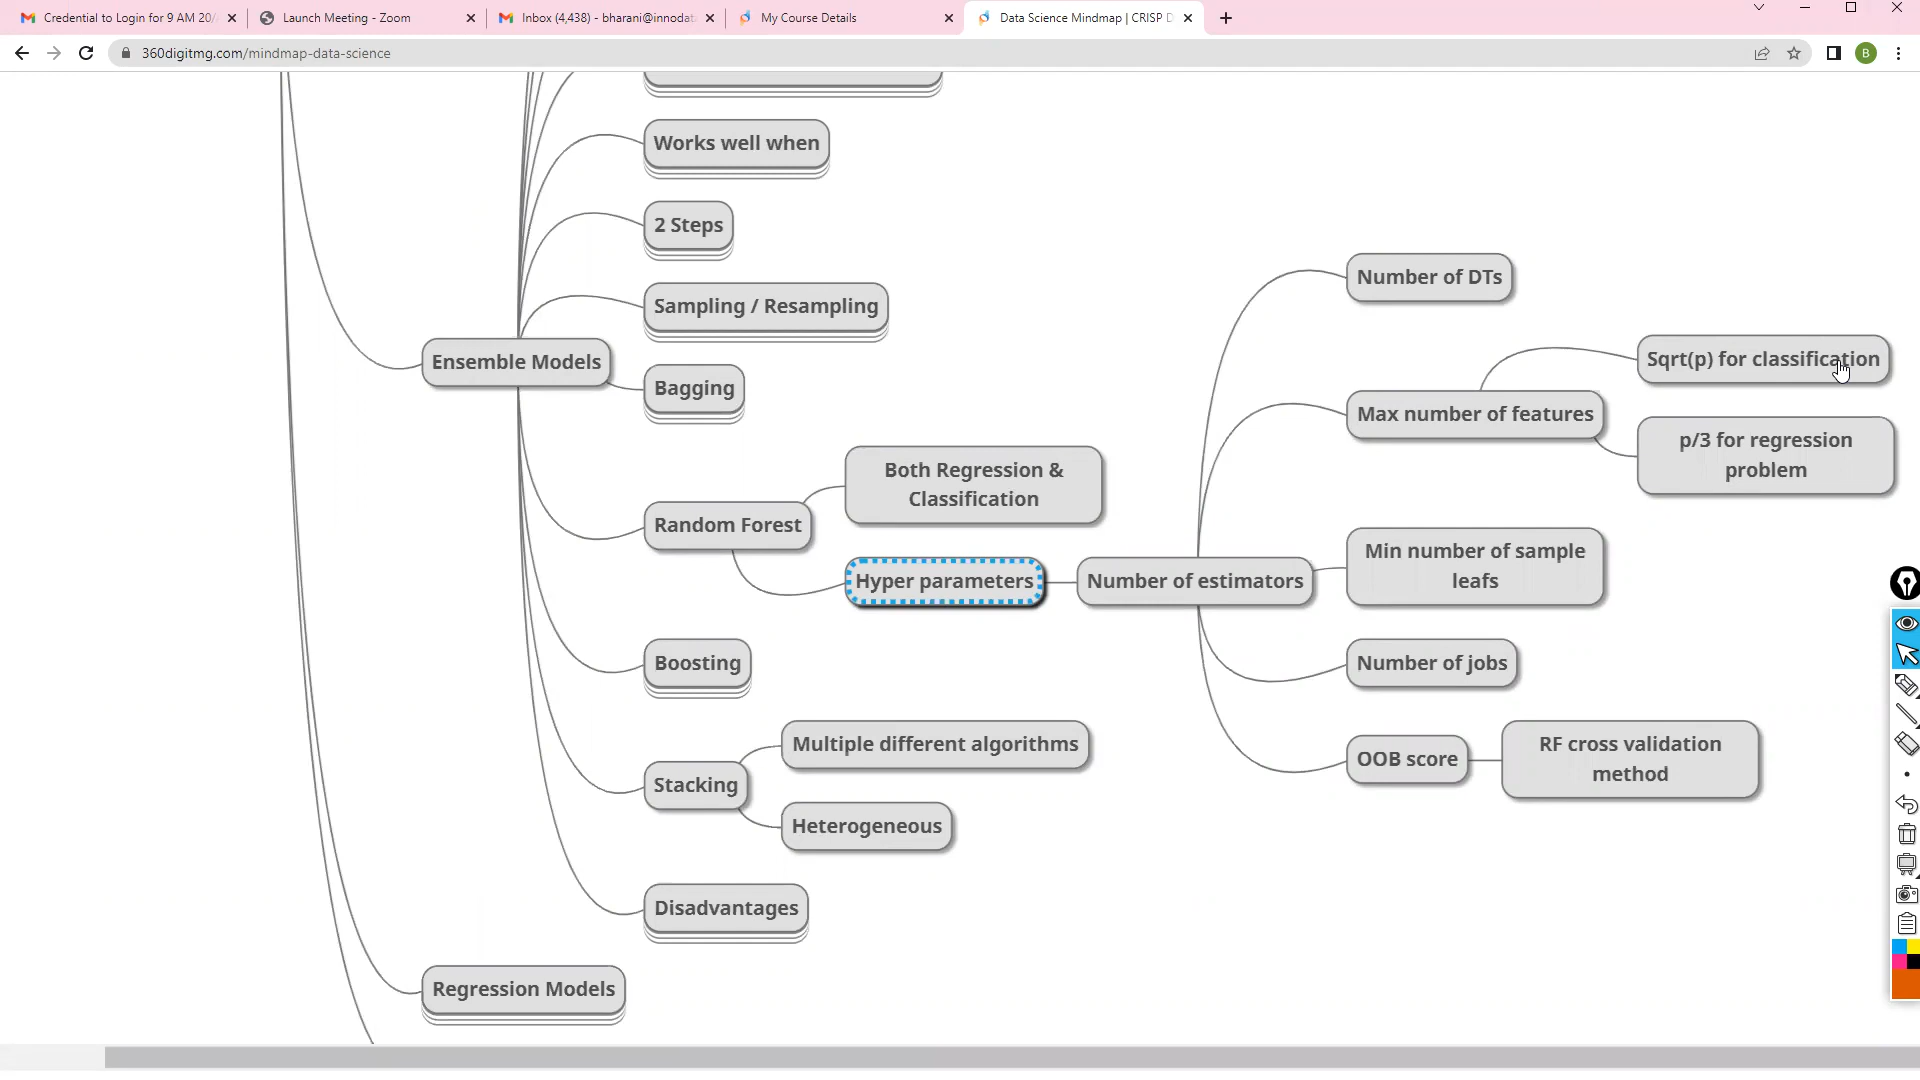 Credential to Login for 9 AM 20/
Launch Meeting - Zoom
Inbox (4,438) - bharani@innodat
My Course Details
Data Science Mindmap | CRISP D
360digitmg.com/mindmap-data-science
B
Works well when
2 Steps
Sampling / Resampling
Ensemble Models
Bagging
Both Regression &
Classification
Random Forest
Hyper parameters
Number of estimators
Number of DTs
Sqrt(p) for classification
Max number of features
p/3 for regression
problem
Min number of sample
leafs
Number of jobs
OOB score
RF cross validation
method
Boosting
Multiple different algorithms
Stacking
Heterogeneous
Disadvantages
Regression Models